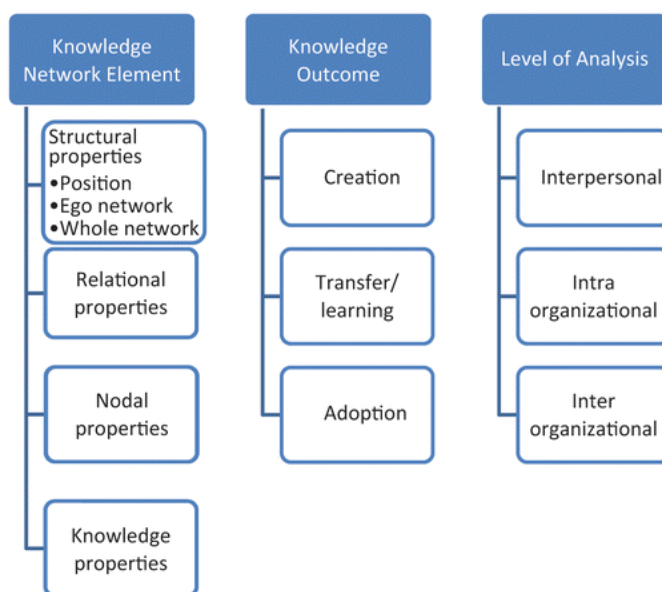 Knowledge
Network Element
Structural
properties
•Position
•Ego network
•Whole network
Relational
properties
Nodal
properties
Knowledge
properties
Knowledge
Outcome
Creation
Transfer/
learning
Adoption
Level of Analysis
Interpersonal
Intra
organizational
Inter
organizational